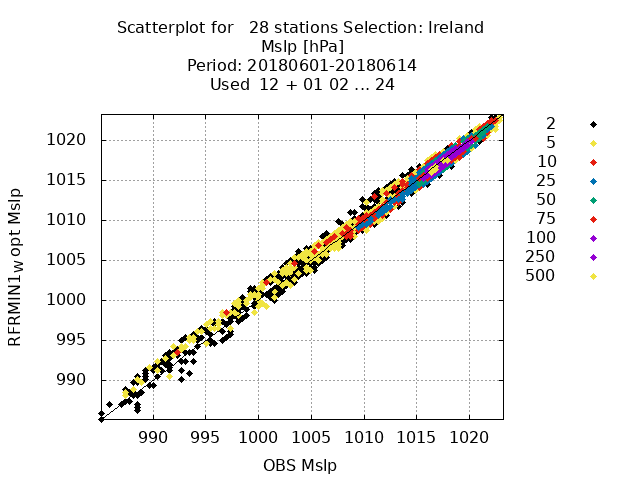 Scatterplot for   28 stations Selection: Ireland
Mslp [hPa]
Period: 20180601-20180614
Used  12 + 01 02 ... 24
RFRMIN1wopt Mslp
1020
1015
1010
1005
1000
995
990
990 995 1000 1005 1010 1015 1020
OBS Mslp
2
5
10
25
50
75
100
250
500